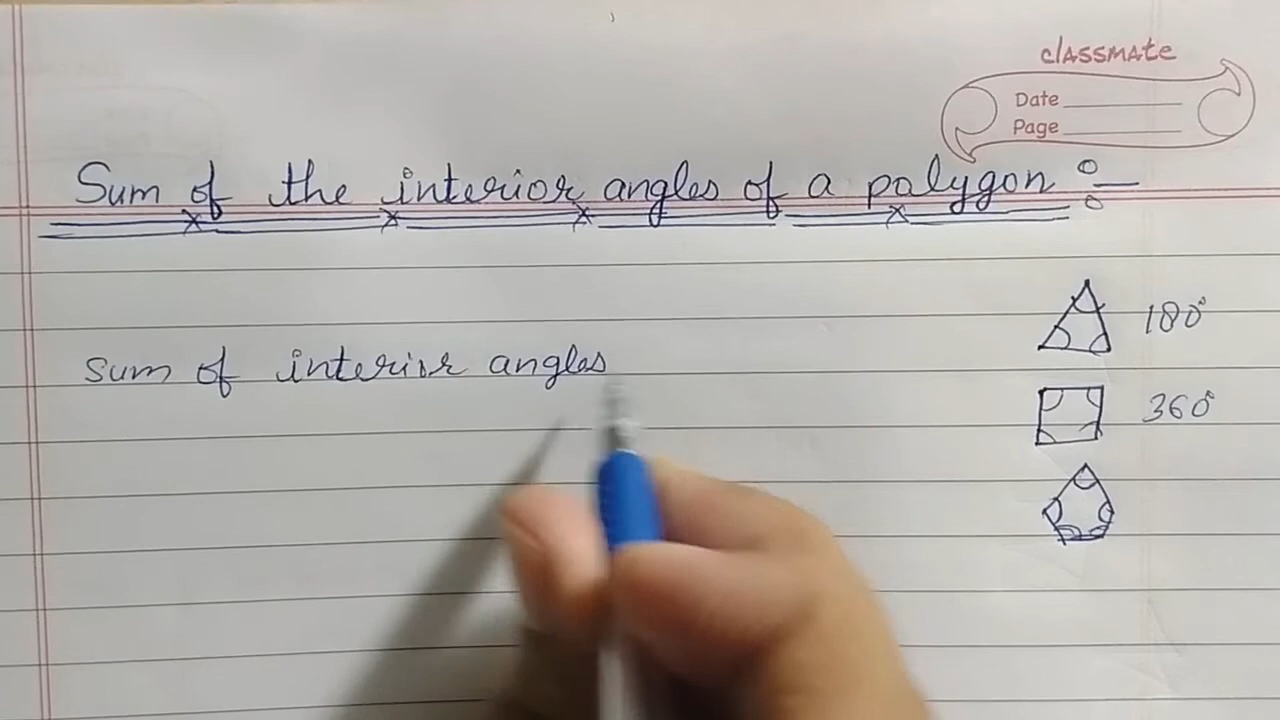 classmate
Date
Page
Sum of the interior angles of a polygon :-
180°
sum of interior angles
360°